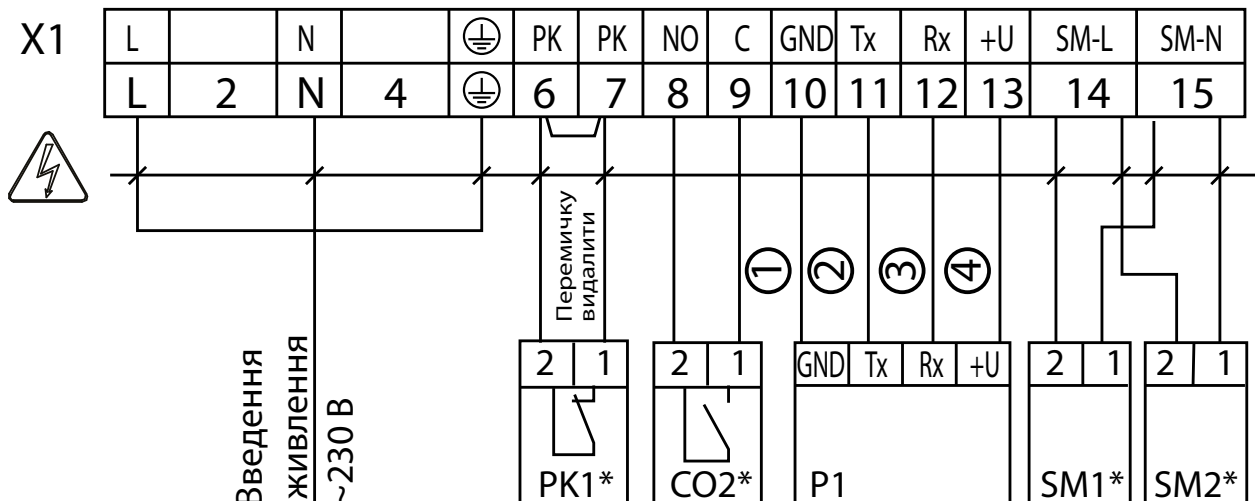 X1 L N PK PK NO C GND Tx Rx +U SM-L SM-N
L 2 N 4 6 7 8 9 10 11 12 13 14 15
Перемичку
видалити
① ② ③ ④
2 1 2 1 GND Tx Rx +U 2 1 2 1
Введення
живлення
~230 В
PK1* CO2* P1 SM1* SM2*